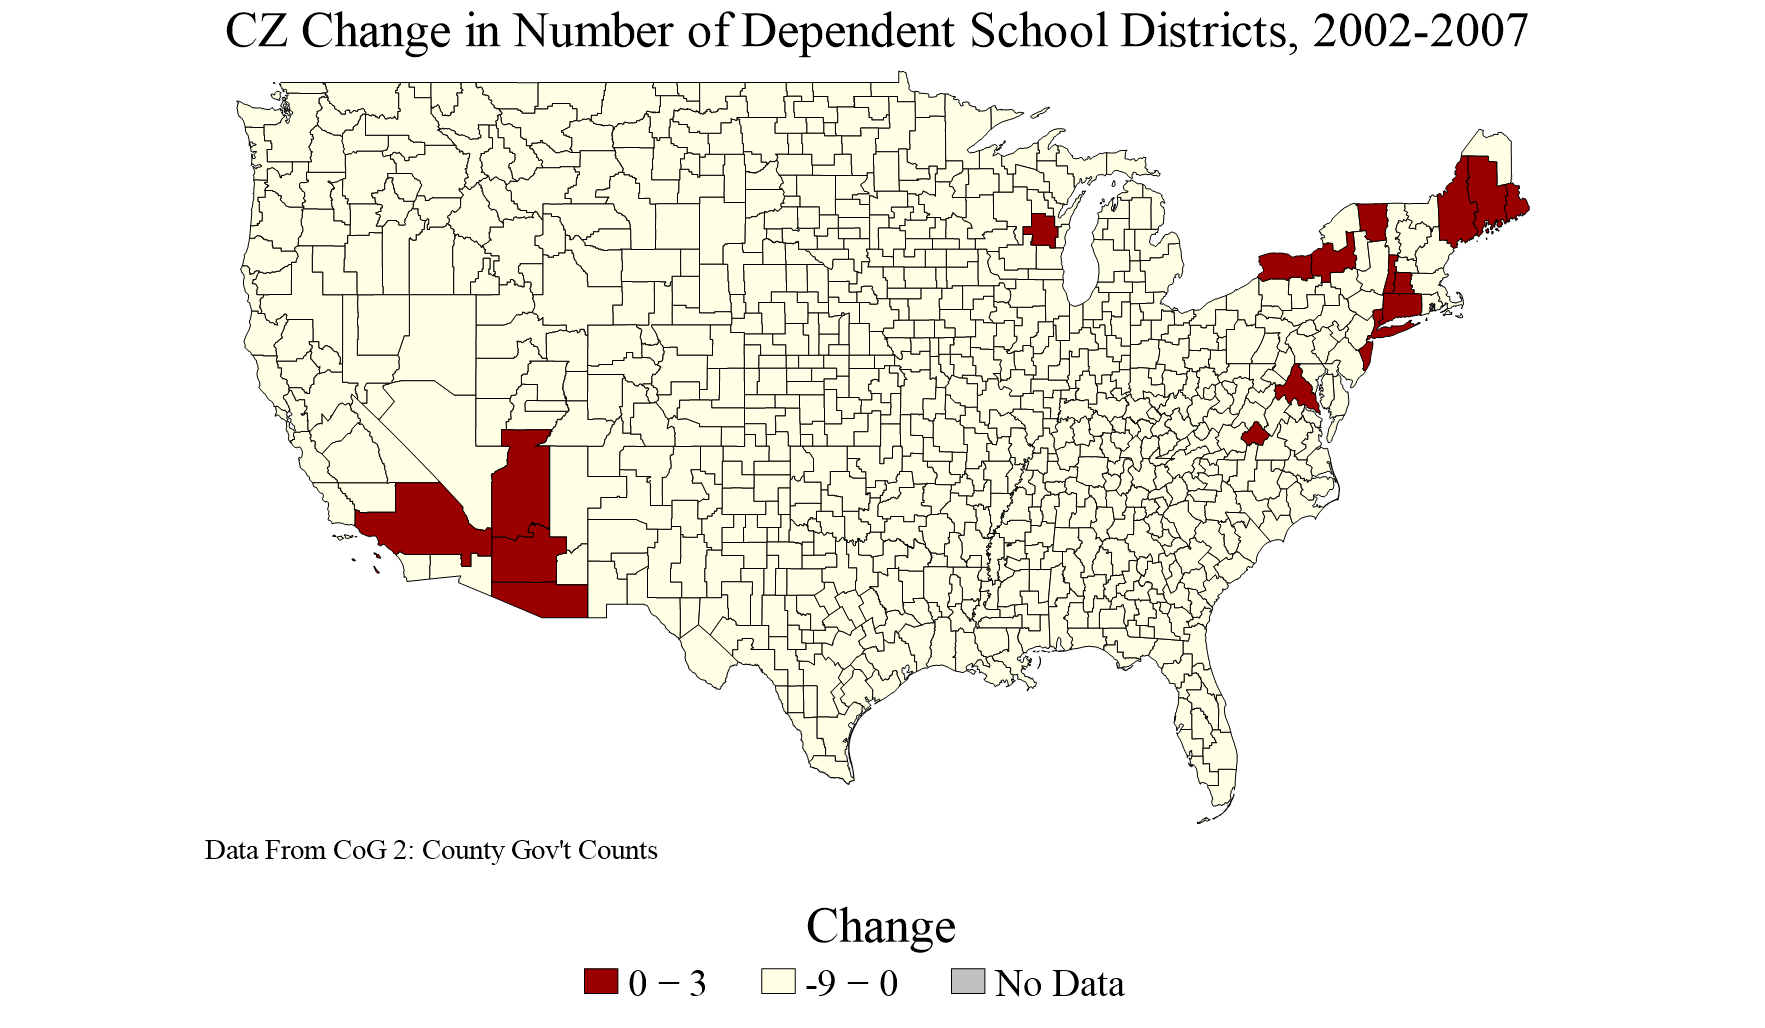 CZ Change in Number of Dependent School Districts, 2002-2007
Data From CoG 2: County Gov't Counts
Change
0 − 3
-9 − 0
No Data